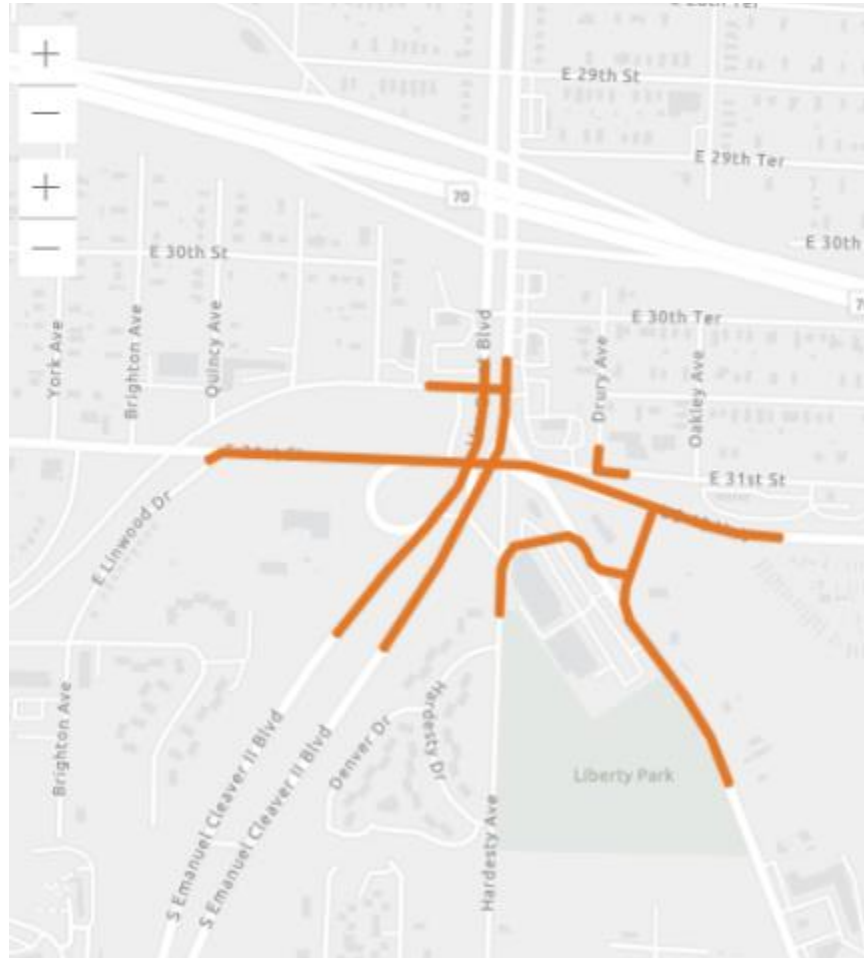 +
−
+
−
E 29th St
E 29th Ter
70
E 30th St
E 30th
E 30th Ter
Blvd
York Ave
Brighton Ave
Quincy Ave
Drury Ave
Oakley Ave
E 31st St
E Linwood Dr
Brighton Ave
S Emanuel Cleaver II Blvd
S Emanuel Cleaver II Blvd
Denver Dr
Hardesty Dr
Hardesty Ave
Liberty Park